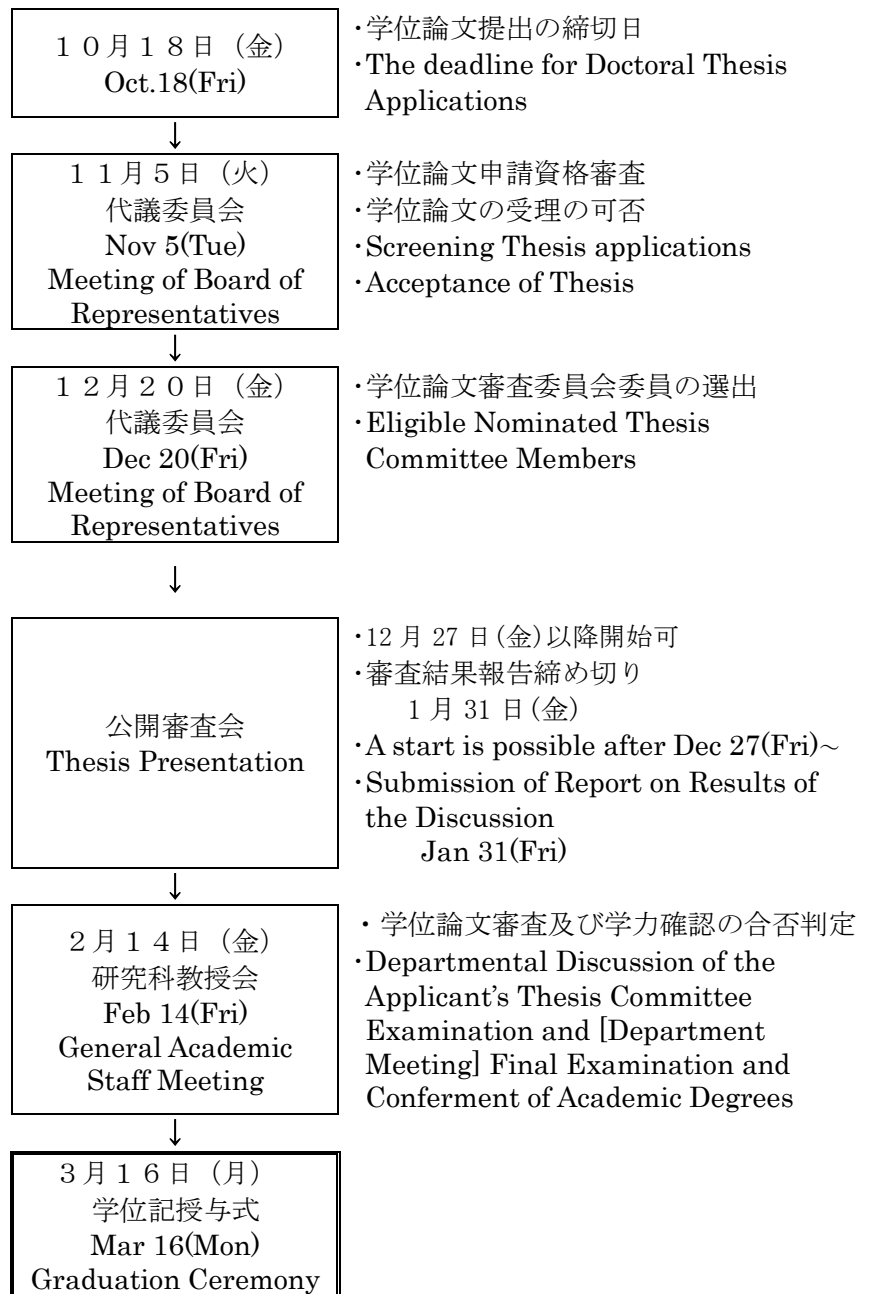 １０月１８日（金）
Oct.18(Fri)
・学位論文提出の締切日
・The deadline for Doctoral Thesis
Applications
↓
１１月５日（火）
代議委員会
Nov 5(Tue)
Meeting of Board of
Representatives
・学位論文申請資格審査
・学位論文の受理の可否
・Screening Thesis applications
・Acceptance of Thesis
↓
１２月２０日（金）
代議委員会
Dec 20(Fri)
Meeting of Board of
Representatives
・学位論文審査委員会委員の選出
・Eligible Nominated Thesis
Committee Members
↓
公開審査会
Thesis Presentation
・12月27日(金)以降開始可
・審査結果報告締め切り
1月31日(金)
・A start is possible after Dec 27(Fri)~
・Submission of Report on Results of
the Discussion
Jan 31(Fri)
↓
２月１４日（金）
研究科教授会
Feb 14(Fri)
General Academic
Staff Meeting
・学位論文審査及び学力確認の合否判定
・Departmental Discussion of the
Applicant’s Thesis Committee
Examination and [Department
Meeting] Final Examination and
Conferment of Academic Degrees
↓
３月１６日（月）
学位記授与式
Mar 16(Mon)
Graduation Ceremony